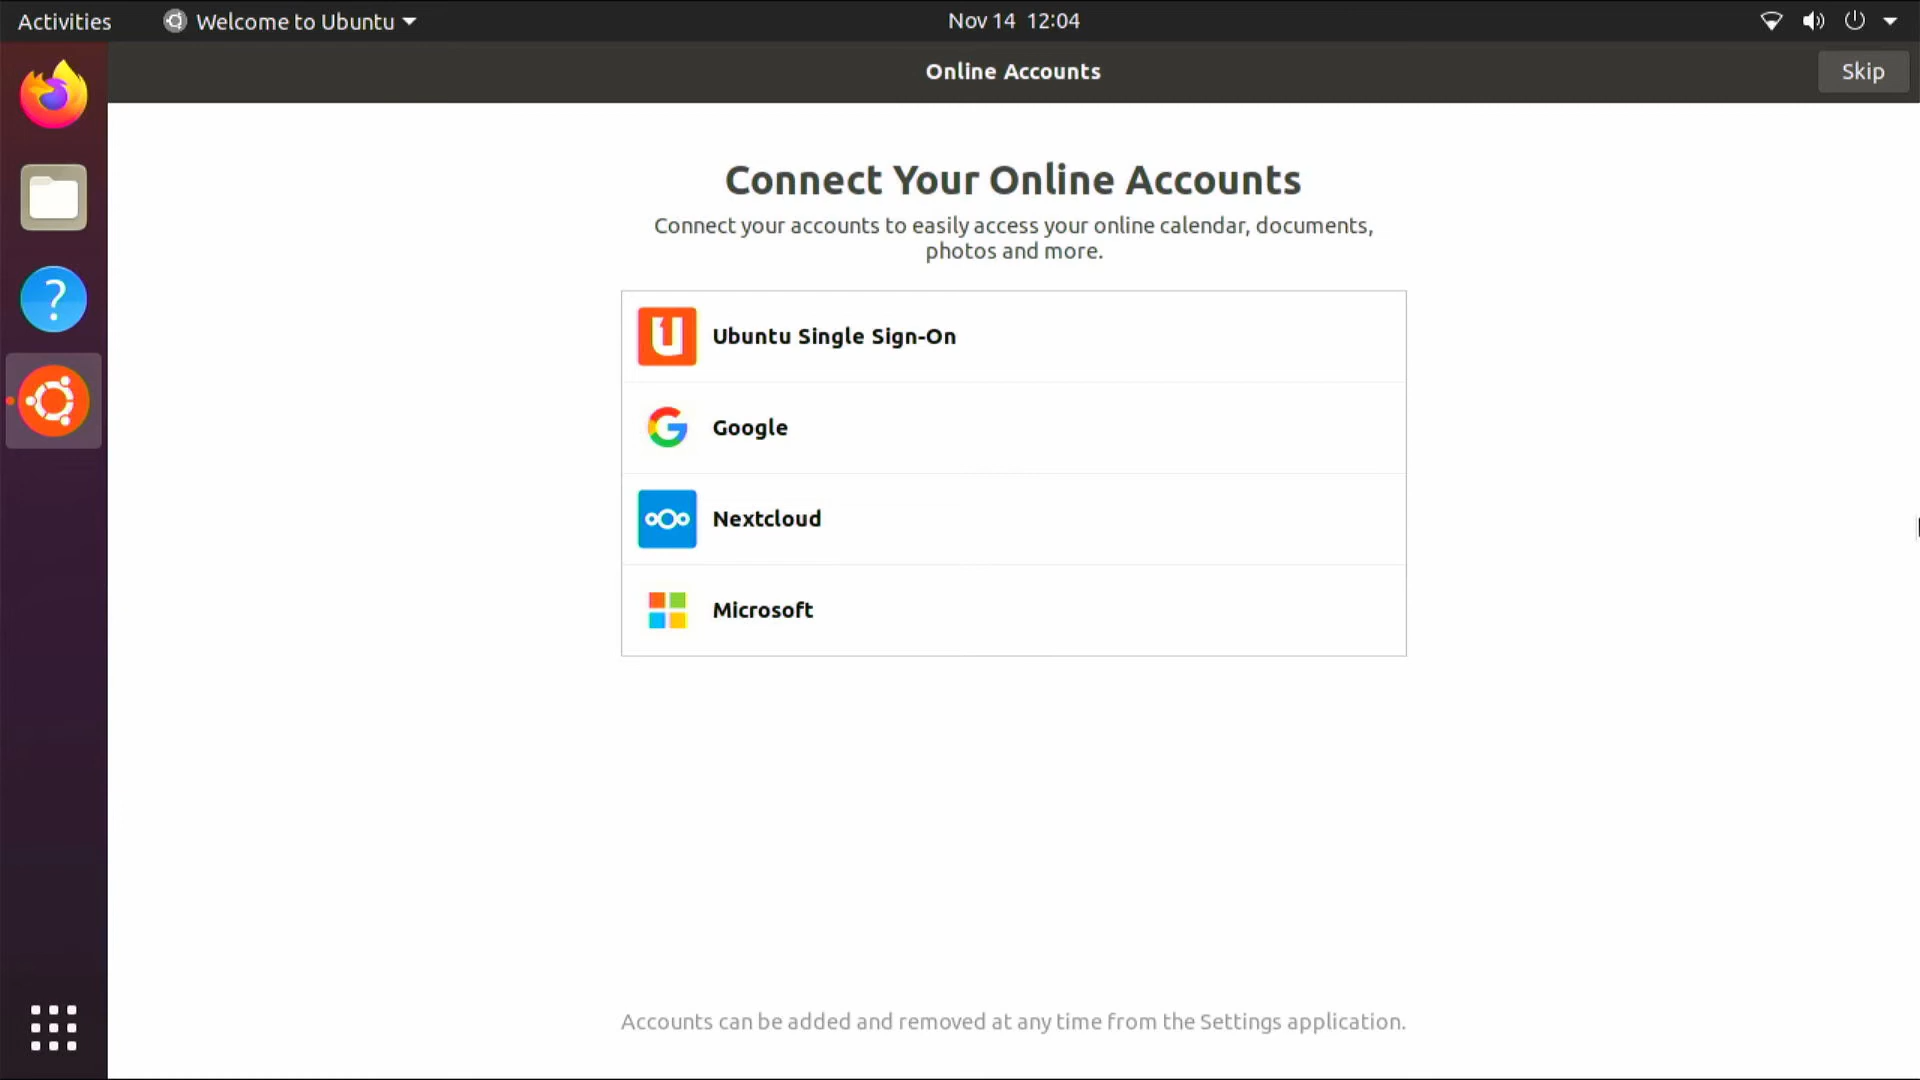 Activities
Welcome to Ubuntu
Nov 14 12:04
Online Accounts
Skip
Connect Your Online Accounts
Connect your accounts to easily access your online calendar, documents,
photos and more.
Ubuntu Single Sign-On
Google
Nextcloud
Microsoft
Accounts can be added and removed at any time from the Settings application.